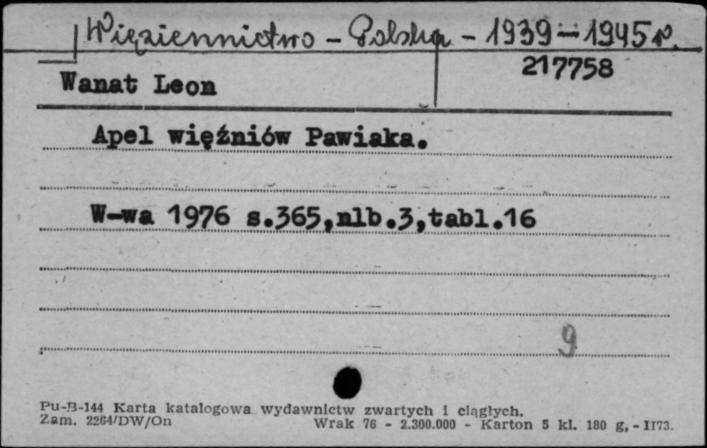 Więziennictwo - Polska - 1939-1945 r.
217758
Wanat Leon
Apel więźniów Pawiaka.
W-wa 1976 s.365,nlb.3,tabl.16
9
Pu-B-144 Karta katalogowa wydawnictw zwartych i ciągłych.
Zam. 2264/DW/On Wrak 76 - 2.300.000 - Karton 5 kl. 180 g. - II73.